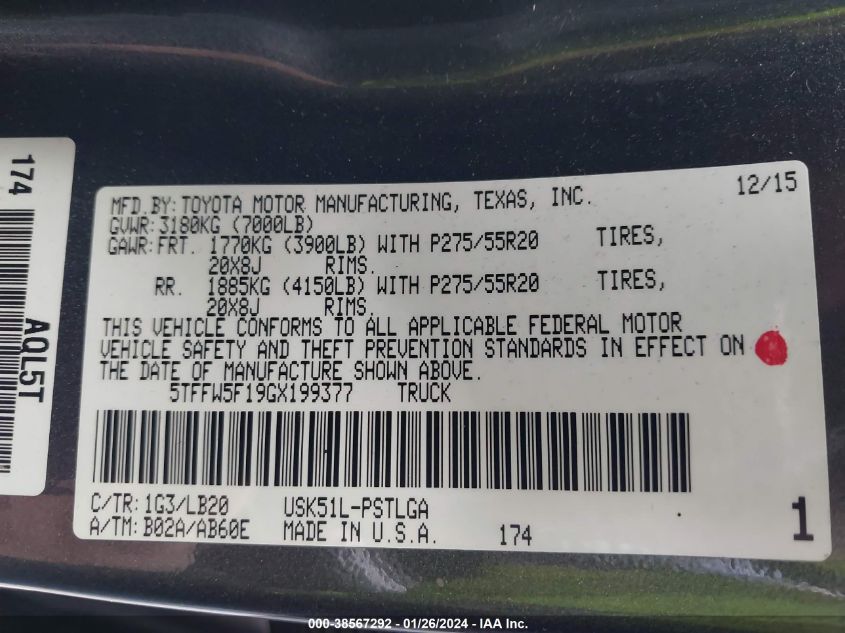 174
AQL5T
MFD.BY: TOYOTA MOTOR MANUFACTURING, TEXAS, INC. 12/15
GVWR: 3180KG (7000LB)
GAWR: FRT. 1770KG (3900LB) WITH P275/55R20 TIRES,
20X8J RIMS.
RR. 1885KG (4150LB) WITH P275/55R20 TIRES,
20X8J RIMS.
THIS VEHICLE CONFORMS TO ALL APPLICABLE FEDERAL MOTOR
VEHICLE SAFETY AND THEFT PREVENTION STANDARDS IN EFFECT ON
THE DATE OF MANUFACTURE SHOWN ABOVE.
5TFFW5F19GX199377 TRUCK
C/TR: 1G3/LB20 USK51L-PSTLGA
A/TM: B02A/AB60E MADE IN U.S.A. 174 1
000-38567292 - 01/26/2024 - IAA Inc.